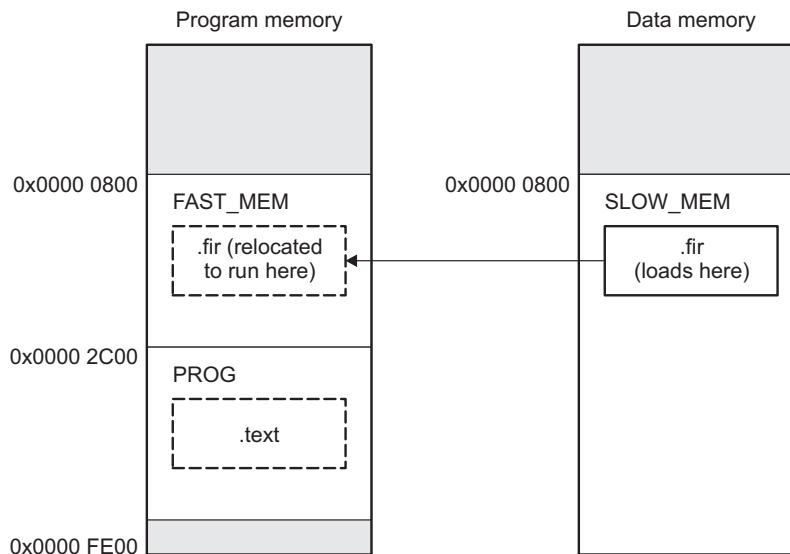 Program memory
Data memory
0x0000 0800
FAST_MEM
.fir (relocated
to run here)
0x0000 2C00
PROG
.text
0x0000 FE00
0x0000 0800
SLOW_MEM
.fir
(loads here)